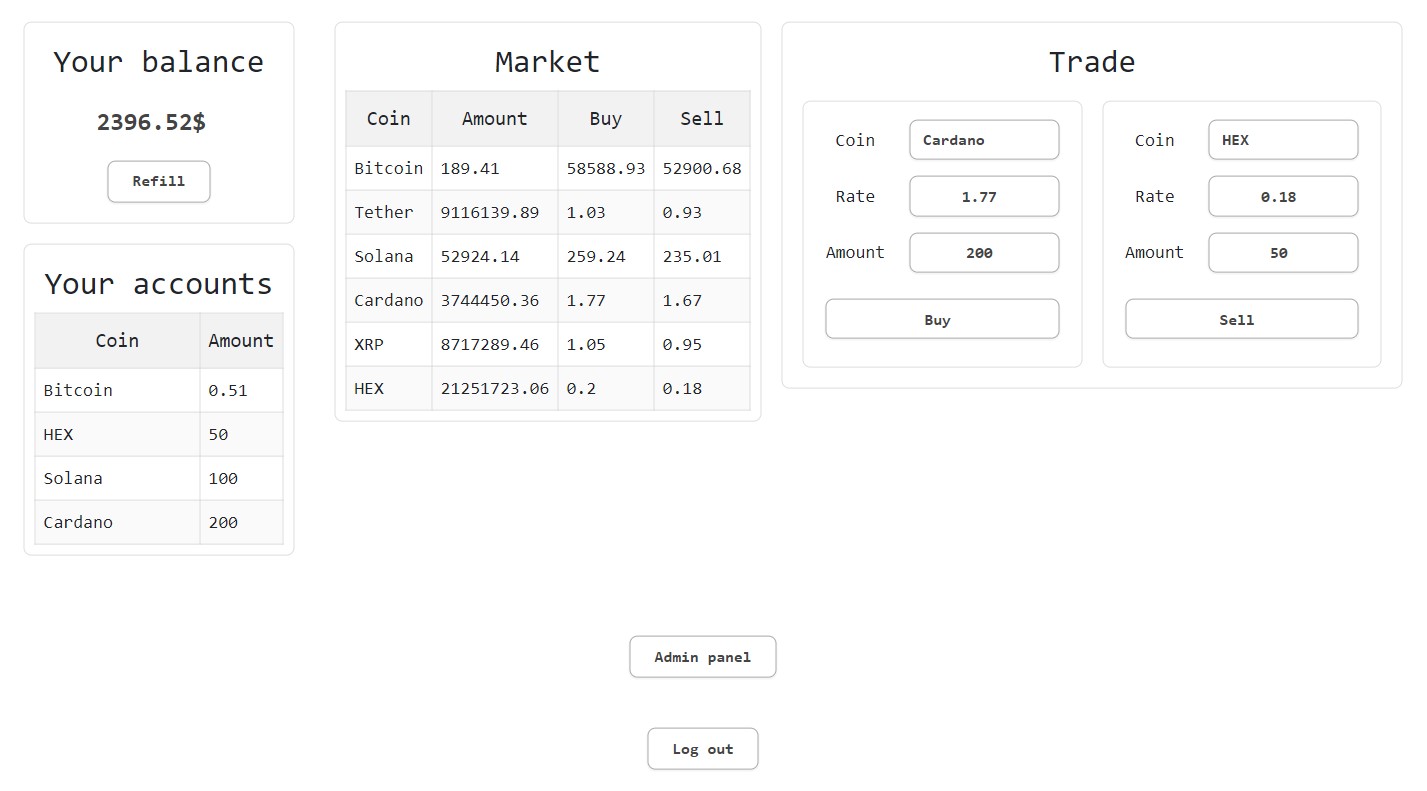 Your balance
2396.52$
Refill
Your accounts
Coin Amount
Bitcoin 0.51
HEX 50
Solana 100
Cardano 200
Market
Coin Amount Buy Sell
Bitcoin 189.41 58588.93 52900.68
Tether 9116139.89 1.03 0.93
Solana 52924.14 259.24 235.01
Cardano 3744450.36 1.77 1.67
XRP 8717289.46 1.05 0.95
HEX 21251723.06 0.2 0.18
Trade
Coin Cardano
Rate 1.77
Amount 200
Buy
Coin HEX
Rate 0.18
Amount 50
Sell
Admin panel
Log out